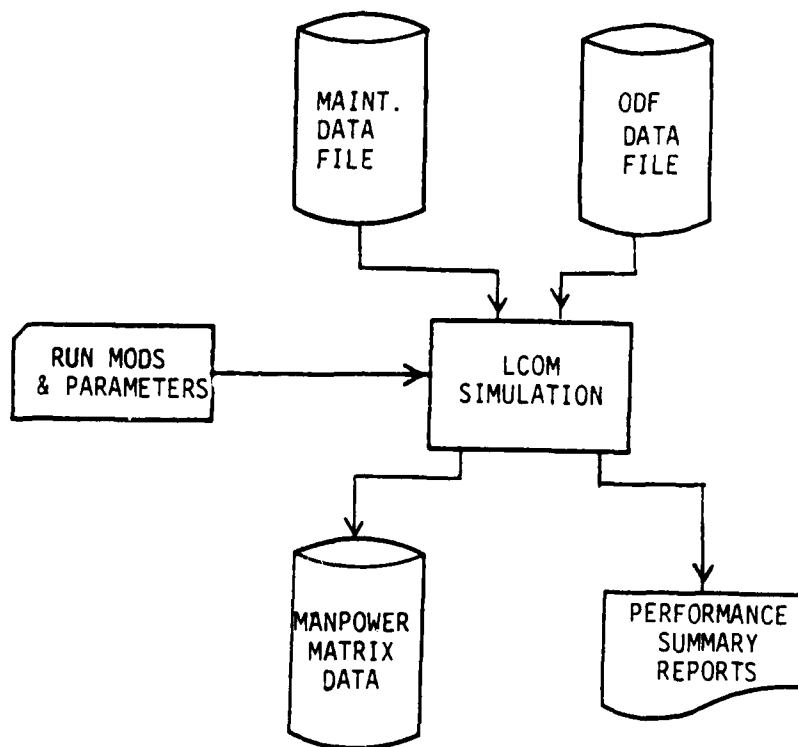 MAINT.
DATA
FILE
ODF
DATA
FILE
RUN MODS
& PARAMETERS
LCOM
SIMULATION
MANPOWER
MATRIX
DATA
PERFORMANCE
SUMMARY
REPORTS